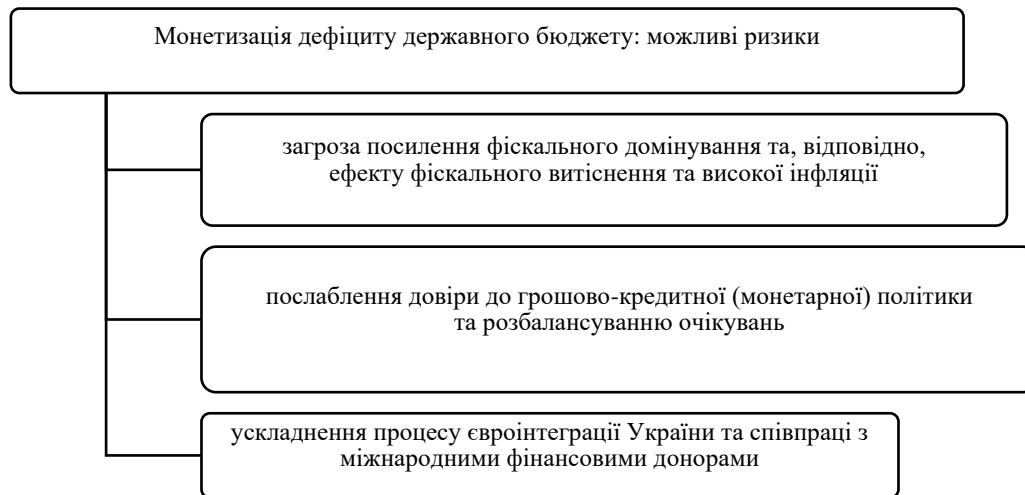 Монетизація дефіциту державного бюджету: можливі ризики
загроза посилення фіскального домінування та, відповідно,
ефекту фіскального витіснення та високої інфляції
послаблення довіри до грошово-кредитної (монетарної) політики
та розбалансуванню очікувань
ускладнення процесу євроінтеграції України та співпраці з
міжнародними фінансовими донорами